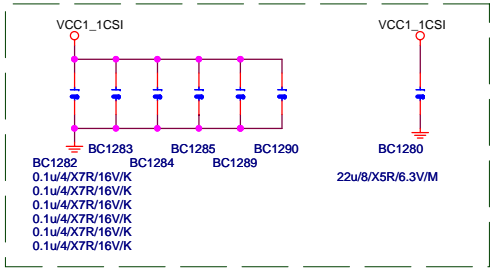 VCC1_1CSI VCC1_1CSI
BC1283 BC1285 BC1290 BC1280
BC1282 BC1284 BC1289
0.1u/4/X7R/16V/K 22u/8/X5R/6.3V/M
0.1u/4/X7R/16V/K
0.1u/4/X7R/16V/K
0.1u/4/X7R/16V/K
0.1u/4/X7R/16V/K
0.1u/4/X7R/16V/K